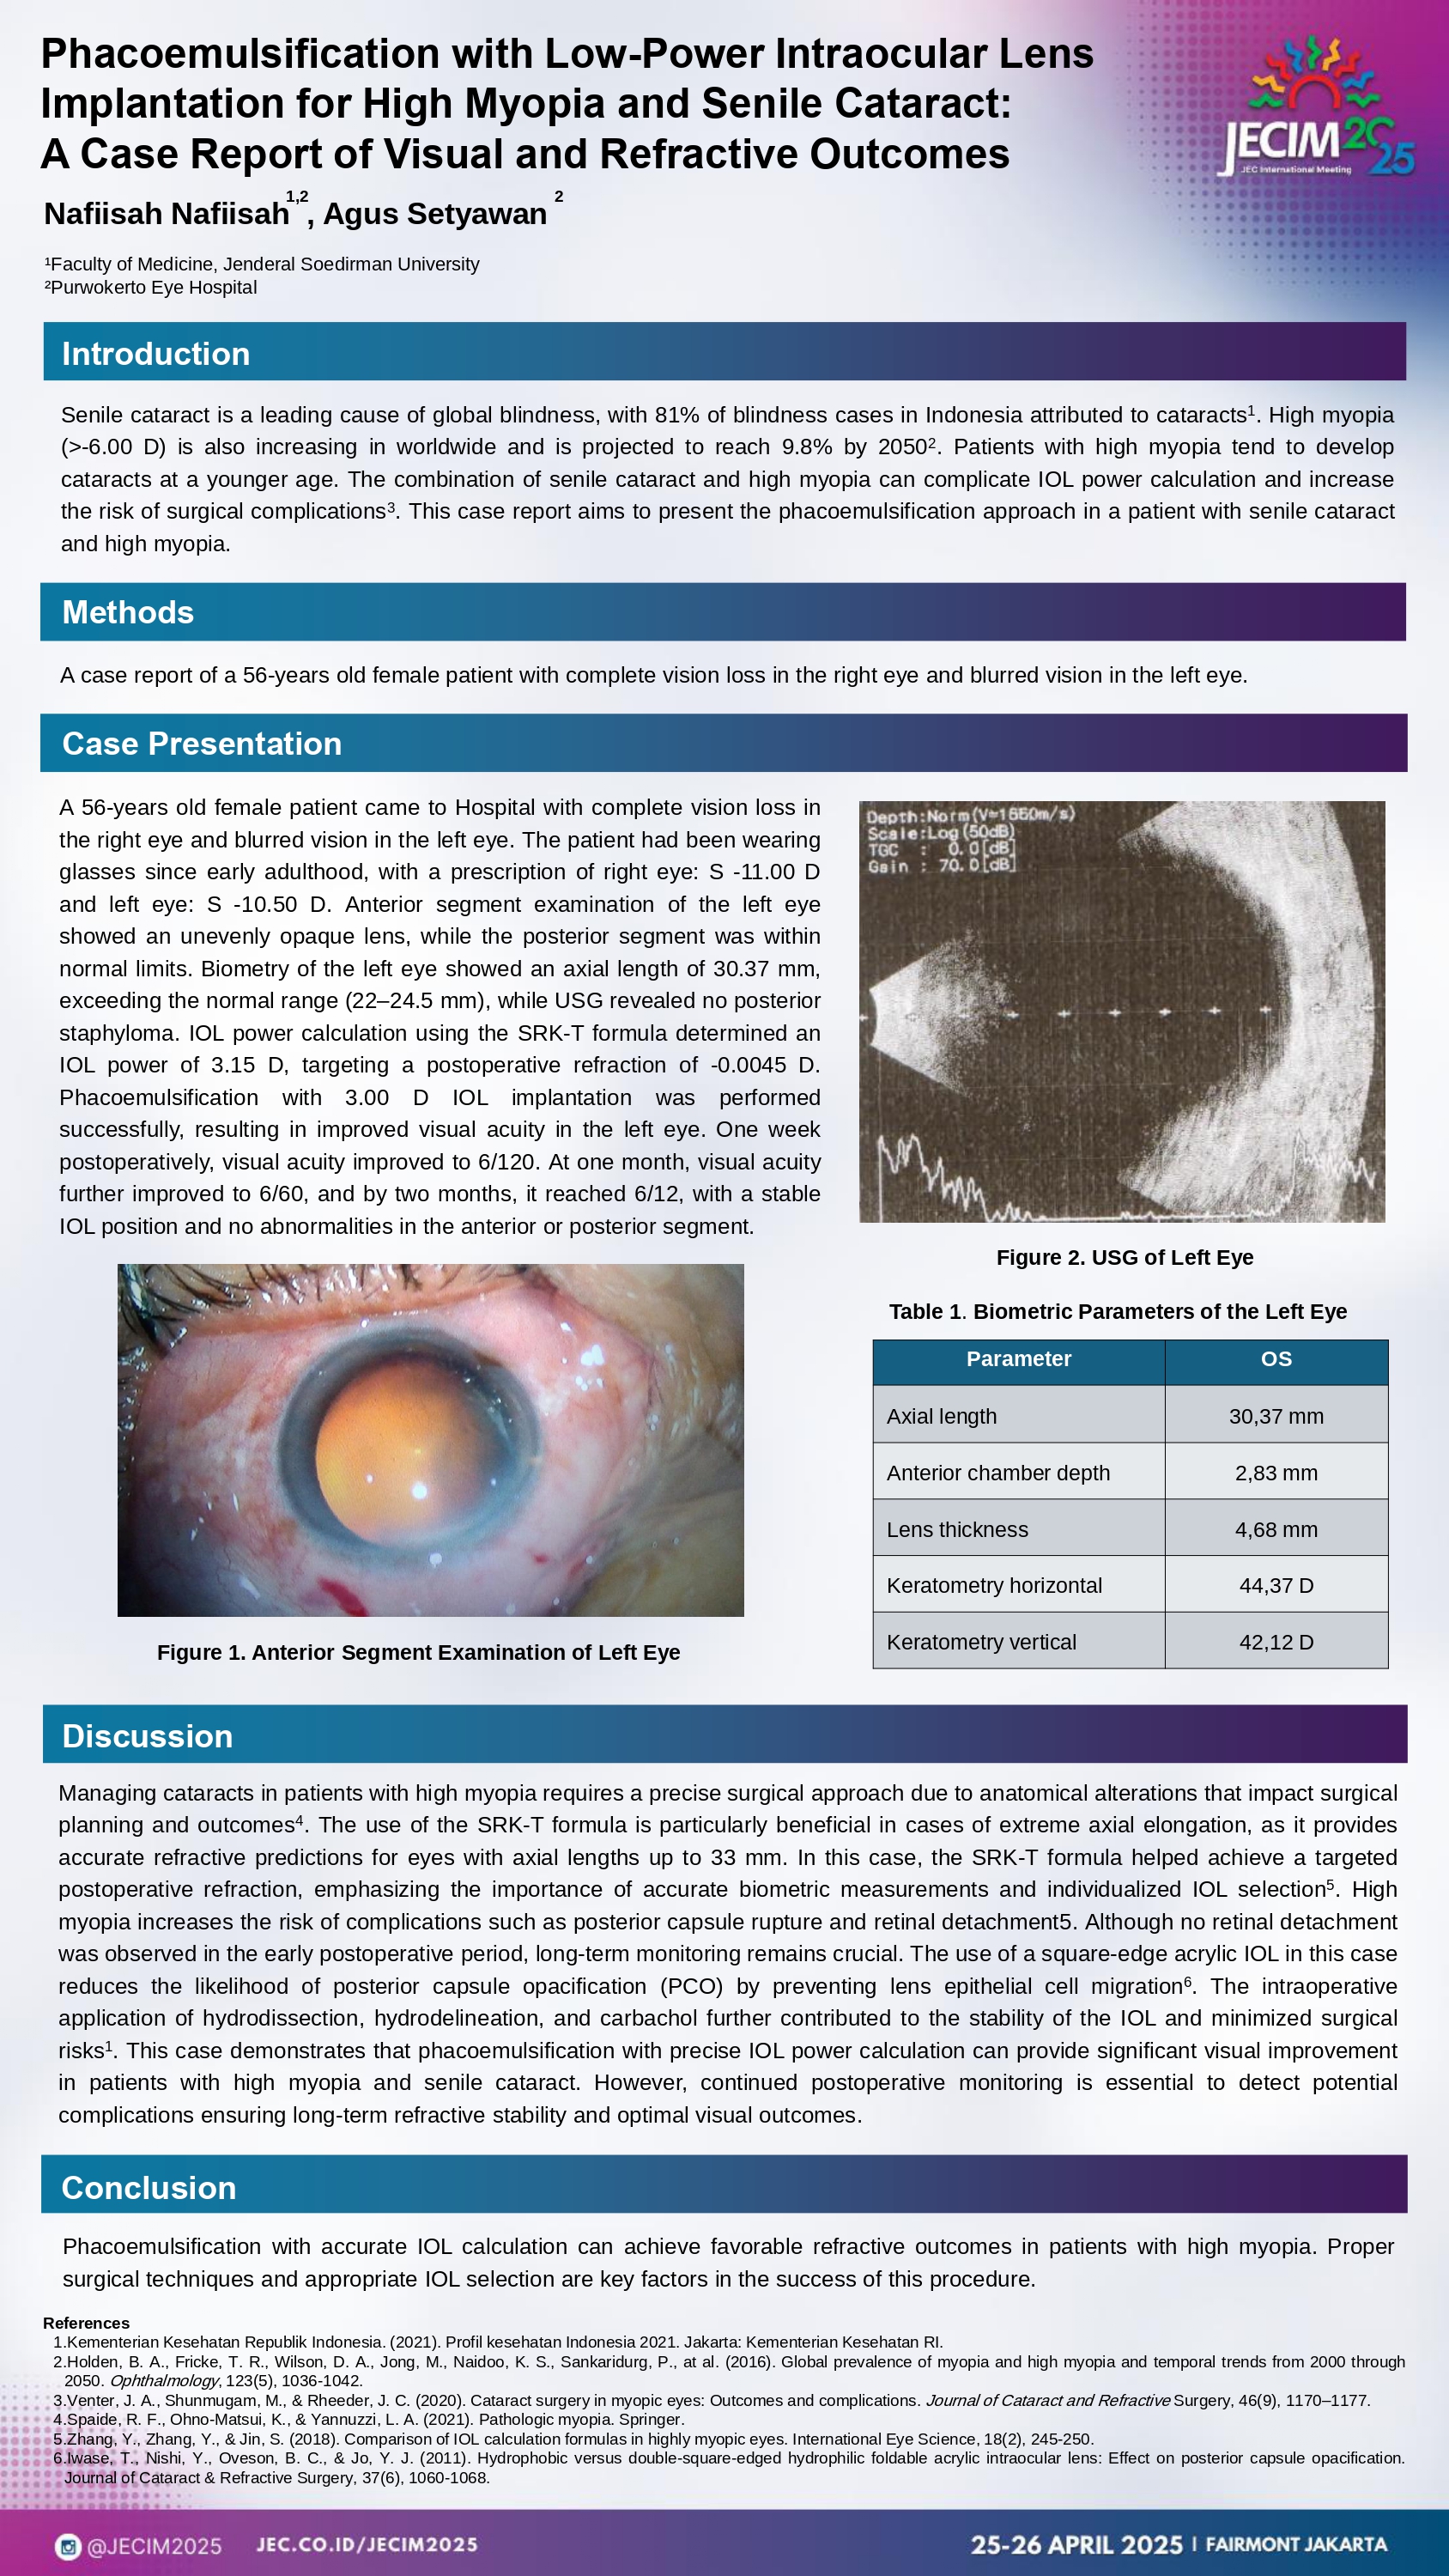 Phacoemulsification with Low-Power Intraocular Lens
Implantation for High Myopia and Senile Cataract:
A Case Report of Visual and Refractive Outcomes
JECIM 2025
JEC International Meeting
Nafiisah Nafiisah1,2, Agus Setyawan 2
¹Faculty of Medicine, Jenderal Soedirman University
²Purwokerto Eye Hospital
Introduction
Senile cataract is a leading cause of global blindness, with 81% of blindness cases in Indonesia attributed to cataracts¹. High myopia
(>-6.00 D) is also increasing in worldwide and is projected to reach 9.8% by 2050². Patients with high myopia tend to develop
cataracts at a younger age. The combination of senile cataract and high myopia can complicate IOL power calculation and increase
the risk of surgical complications³. This case report aims to present the phacoemulsification approach in a patient with senile cataract
and high myopia.
Methods
A case report of a 56-years old female patient with complete vision loss in the right eye and blurred vision in the left eye.
Case Presentation
A 56-years old female patient came to Hospital with complete vision loss in
the right eye and blurred vision in the left eye. The patient had been wearing
glasses since early adulthood, with a prescription of right eye: S -11.00 D
and left eye: S -10.50 D. Anterior segment examination of the left eye
showed an unevenly opaque lens, while the posterior segment was within
normal limits. Biometry of the left eye showed an axial length of 30.37 mm,
exceeding the normal range (22–24.5 mm), while USG revealed no posterior
staphyloma. IOL power calculation using the SRK-T formula determined an
IOL power of 3.15 D, targeting a postoperative refraction of -0.0045 D.
Phacoemulsification with 3.00 D IOL implantation was performed
successfully, resulting in improved visual acuity in the left eye. One week
postoperatively, visual acuity improved to 6/120. At one month, visual acuity
further improved to 6/60, and by two months, it reached 6/12, with a stable
IOL position and no abnormalities in the anterior or posterior segment.
Figure 1. Anterior Segment Examination of Left Eye
Depth:Norm(V=1550m/s)
Scale:Log(50dB)
TGC : 0.0[dB]
Gain : 70.0[dB]
Figure 2. USG of Left Eye
Table 1. Biometric Parameters of the Left Eye
Parameter OS
Axial length 30,37 mm
Anterior chamber depth 2,83 mm
Lens thickness 4,68 mm
Keratometry horizontal 44,37 D
Keratometry vertical 42,12 D
Discussion
Managing cataracts in patients with high myopia requires a precise surgical approach due to anatomical alterations that impact surgical
planning and outcomes⁴. The use of the SRK-T formula is particularly beneficial in cases of extreme axial elongation, as it provides
accurate refractive predictions for eyes with axial lengths up to 33 mm. In this case, the SRK-T formula helped achieve a targeted
postoperative refraction, emphasizing the importance of accurate biometric measurements and individualized IOL selection⁵. High
myopia increases the risk of complications such as posterior capsule rupture and retinal detachment5. Although no retinal detachment
was observed in the early postoperative period, long-term monitoring remains crucial. The use of a square-edge acrylic IOL in this case
reduces the likelihood of posterior capsule opacification (PCO) by preventing lens epithelial cell migration⁶. The intraoperative
application of hydrodissection, hydrodelineation, and carbachol further contributed to the stability of the IOL and minimized surgical
risks¹. This case demonstrates that phacoemulsification with precise IOL power calculation can provide significant visual improvement
in patients with high myopia and senile cataract. However, continued postoperative monitoring is essential to detect potential
complications ensuring long-term refractive stability and optimal visual outcomes.
Conclusion
Phacoemulsification with accurate IOL calculation can achieve favorable refractive outcomes in patients with high myopia. Proper
surgical techniques and appropriate IOL selection are key factors in the success of this procedure.
References
1.Kementerian Kesehatan Republik Indonesia. (2021). Profil kesehatan Indonesia 2021. Jakarta: Kementerian Kesehatan RI.
2.Holden, B. A., Fricke, T. R., Wilson, D. A., Jong, M., Naidoo, K. S., Sankaridurg, P., at al. (2016). Global prevalence of myopia and high myopia and temporal trends from 2000 through
2050. Ophthalmology, 123(5), 1036-1042.
3.Venter, J. A., Shunmugam, M., & Rheeder, J. C. (2020). Cataract surgery in myopic eyes: Outcomes and complications. Journal of Cataract and Refractive Surgery, 46(9), 1170–1177.
4.Spaide, R. F., Ohno-Matsui, K., & Yannuzzi, L. A. (2021). Pathologic myopia. Springer.
5.Zhang, Y., Zhang, Y., & Jin, S. (2018). Comparison of IOL calculation formulas in highly myopic eyes. International Eye Science, 18(2), 245-250.
6.Iwase, T., Nishi, Y., Oveson, B. C., & Jo, Y. J. (2011). Hydrophobic versus double-square-edged hydrophilic foldable acrylic intraocular lens: Effect on posterior capsule opacification.
Journal of Cataract & Refractive Surgery, 37(6), 1060-1068.
@JECIM2025 JEC.CO.ID/JECIM2025 25-26 APRIL 2025 | FAIRMONT JAKARTA